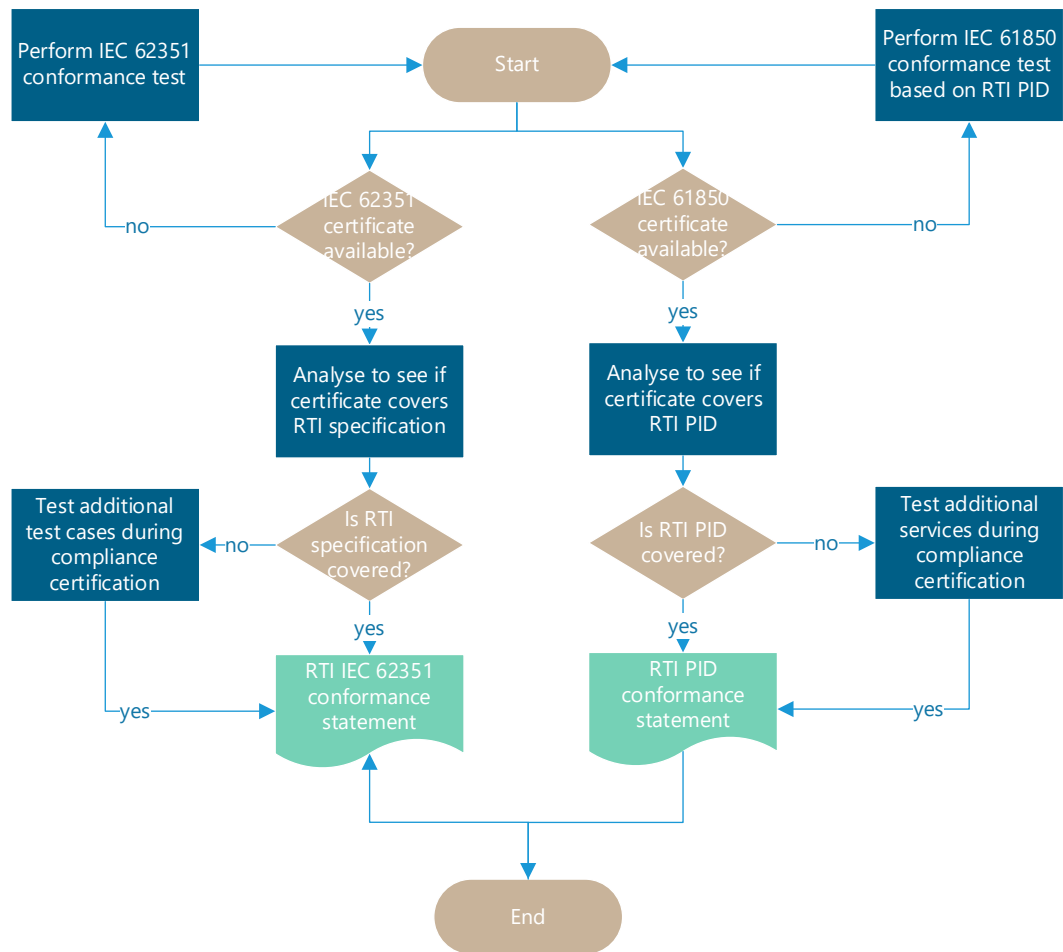 Perform IEC 62351
conformance test
Start
Perform IEC 61850
conformance test
based on RTI PID
IEC 62351
certificate
available?
IEC 61850
certificate
available?
no
no
yes
yes
Analyse to see if
certificate covers
RTI specification
Analyse to see if
certificate covers
RTI PID
Test additional
test cases during
compliance
certification
no
Is RTI
specification
covered?
Is RTI PID
covered?
no
Test additional
services during
compliance
certification
yes
yes
RTI IEC 62351
conformance
statement
RTI PID
conformance
statement
yes
yes
End